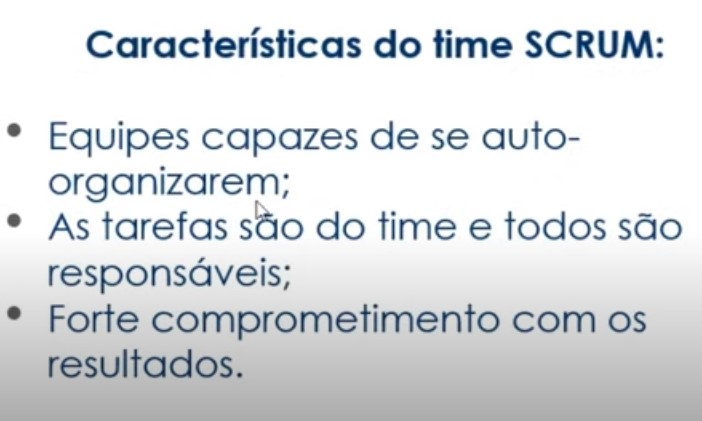 Características do time SCRUM:
• Equipes capazes de se auto-
organizarem;
• As tarefas são do time e todos são
responsáveis;
• Forte comprometimento com os
resultados.